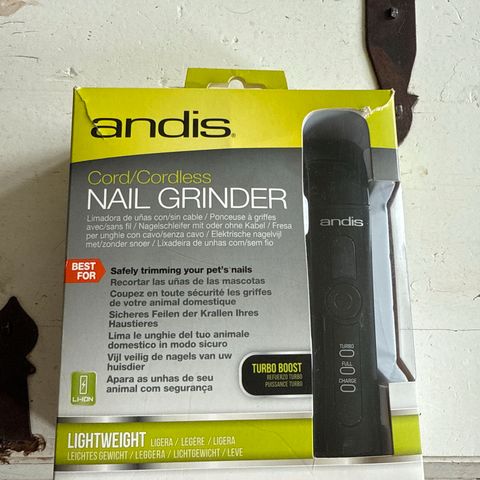 andis®
Cord/Cordless
NAIL GRINDER
Limadora de uñas con/sin cable / Ponceuse à griffes
avec/sans fil / Nagelschleifer mit oder ohne Kabel / Fresa
per unghie con cavo/senza cavo / Elektrische nagelvijl
met/zonder snoer / Lixadeira de unhas com/sem fio
BEST
FOR
Safely trimming your pet's nails
Recortar las uñas de las mascotas
Coupez en toute sécurité les griffes
de votre animal domestique
Sicheres Feilen der Krallen Ihres
Haustieres
Lima le unghie del tuo animale
domestico in modo sicuro
Vijl veilig de nagels van uw
huisdier
Apara as unhas de seu
animal com segurança
LI-ION
TURBO BOOST
REFUERZO TURBO
PUISSANCE TURBO
andis
TURBO
FULL
CHARGE
LIGHTWEIGHT LIGERA / LÉGÈRE / LIGERA
LEICHTES GEWICHT / LEGGERA / LICHTGEWICHT / LEVE